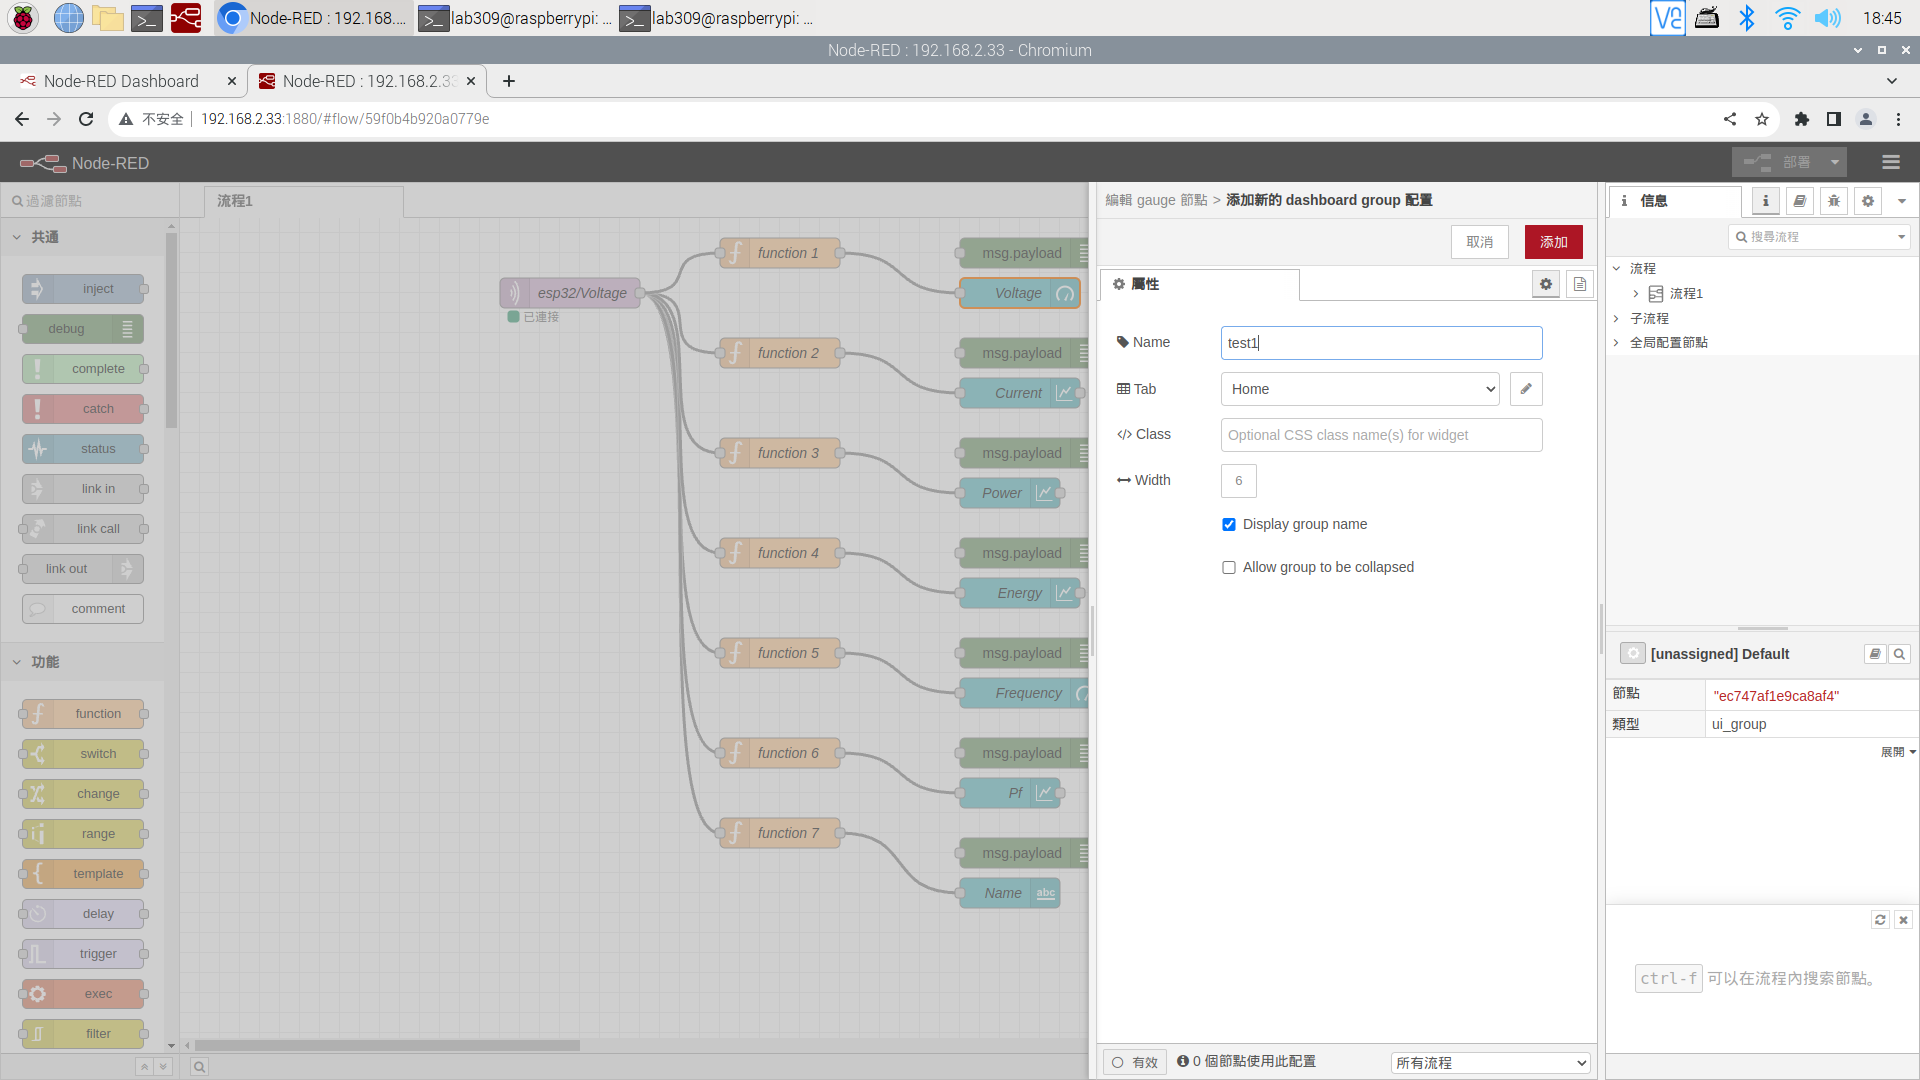 Node-RED : 192.168....
lab309@raspberrypi: ...
lab309@raspberrypi: ...
18:45
Node-RED : 192.168.2.33 - Chromium
Node-RED Dashboard
Node-RED : 192.168.2.33
不安全
192.168.2.33:1880/#flow/59f0b4b920a0779e
Node-RED
部署
過濾節點
共通
inject
debug
complete
catch
status
link in
link call
link out
comment
功能
function
switch
change
range
template
delay
trigger
exec
filter
流程1
esp32/Voltage
已連接
function 1
msg.payload
Voltage
function 2
msg.payload
Current
function 3
msg.payload
Power
function 4
msg.payload
Energy
function 5
msg.payload
Frequency
function 6
msg.payload
Pf
function 7
msg.payload
Name
abc
編輯 gauge 節點 > 添加新的 dashboard group 配置
取消
添加
屬性
Name
test1
Tab
Home
Class
Optional CSS class name(s) for widget
Width
6
Display group name
Allow group to be collapsed
有效
0 個節點使用此配置
所有流程
信息
搜尋流程
流程
流程1
子流程
全局配置節點
[unassigned] Default
節點
"ec747af1e9ca8af4"
類型
ui_group
展開
ctrl-f 可以在流程內搜索節點。